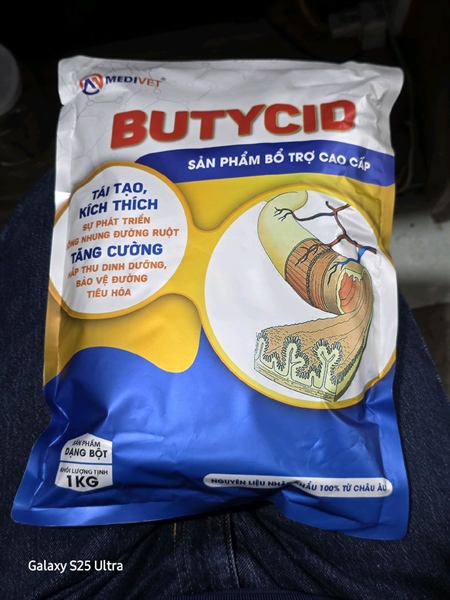 MEDIVET®
BUTYCID
SẢN PHẨM BỔ TRỢ CAO CẤP
TÁI TẠO,
KÍCH THÍCH
SỰ PHÁT TRIỂN
LÔNG NHUNG ĐƯỜNG RUỘT
TĂNG CƯỜNG
HẤP THU DINH DƯỠNG,
BẢO VỆ ĐƯỜNG
TIÊU HÓA
SẢN PHẨM
DẠNG BỘT
KHỐI LƯỢNG TỊNH
1KG
NGUYÊN LIỆU NHẬP KHẨU 100% TỪ CHÂU ÂU
Galaxy S25 Ultra